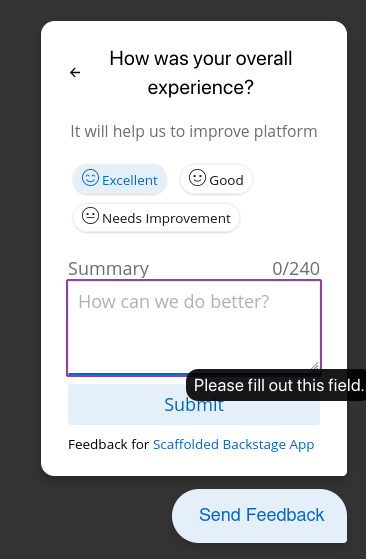 How was your overall
experience?
It will help us to improve platform
Excellent
Good
Needs Improvement
Summary 0/240
How can we do better?
Please fill out this field.
Submit
Feedback for Scaffolded Backstage App
Send Feedback